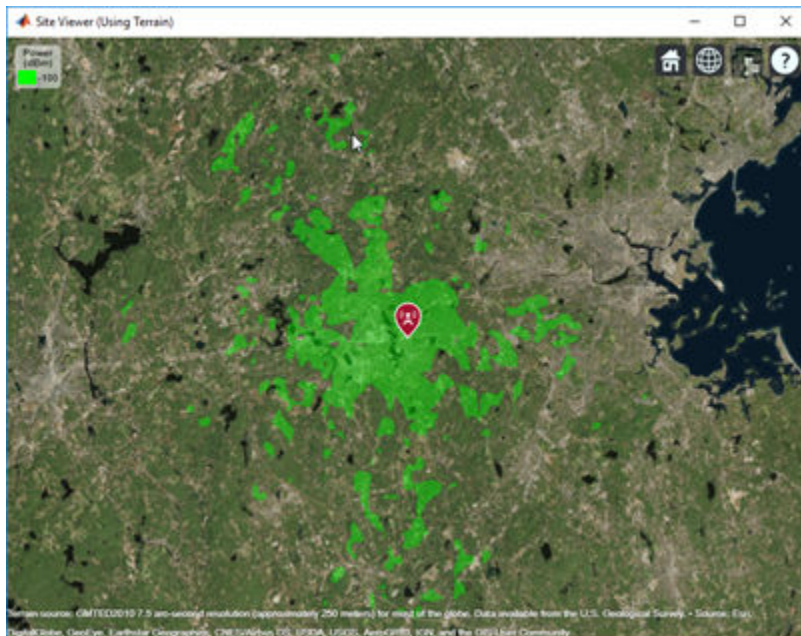 Site Viewer (Using Terrain)
Power
(dBm)
-100
?
Terrain source: GMTED2010 7.5 arc-second resolution (approximately 250 meters) for most of the globe. Data available from the U.S. Geological Survey. • Source: Esri,
DigitalGlobe, GeoEye, Earthstar Geographics, CNES/Airbus DS, USDA, USGS, AeroGRID, IGN, and the GIS User Community